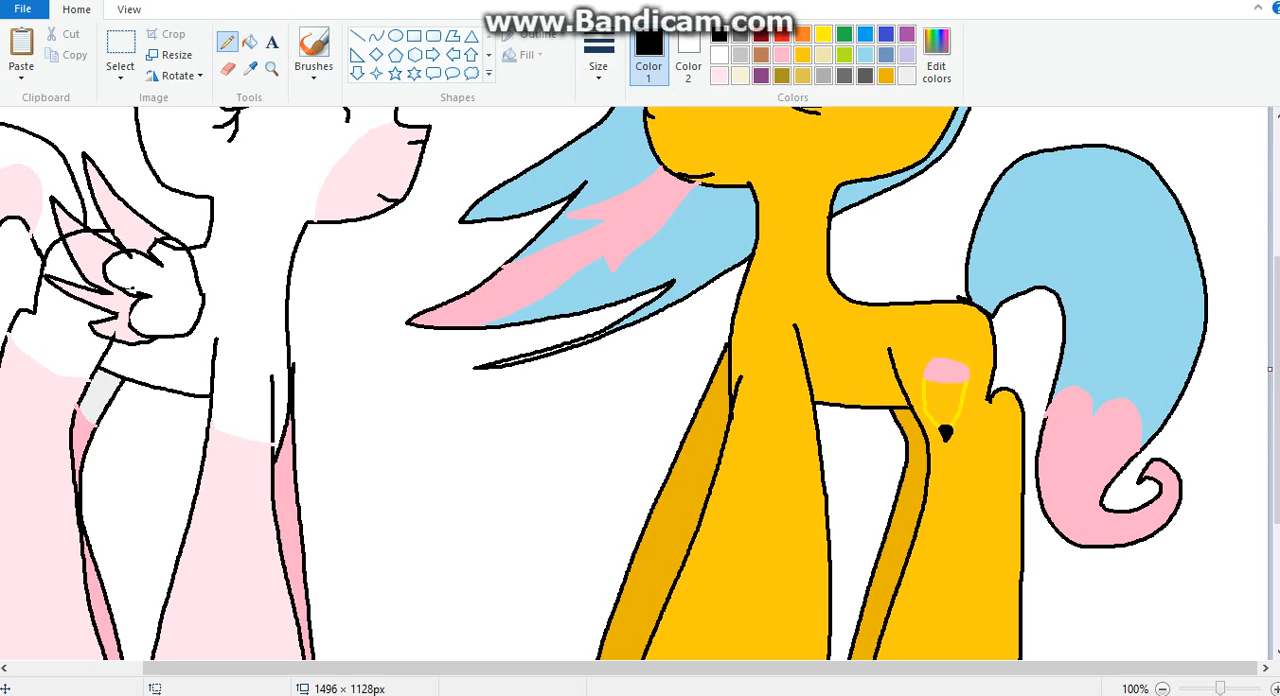 www.Bandicam.com
File Home View
Paste Cut Copy Select Crop Resize Rotate A Brushes Outline Fill Size Color 1 Color 2 Edit colors
Clipboard Image Tools Shapes Colors
1496 × 1128px 100%